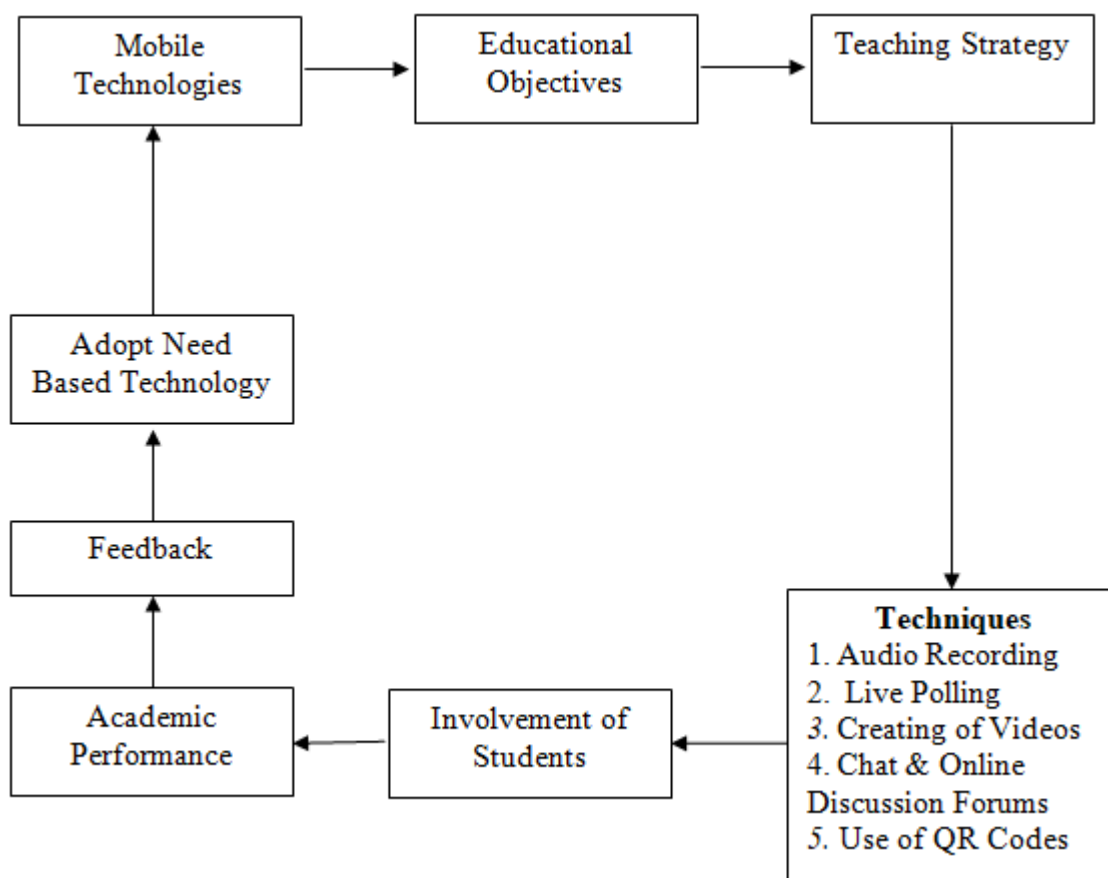 Mobile
Technologies
Educational
Objectives
Teaching Strategy
Adopt Need
Based Technology
Feedback
Academic
Performance
Involvement of
Students
Techniques
1. Audio Recording
2. Live Polling
3. Creating of Videos
4. Chat & Online
Discussion Forums
5. Use of QR Codes